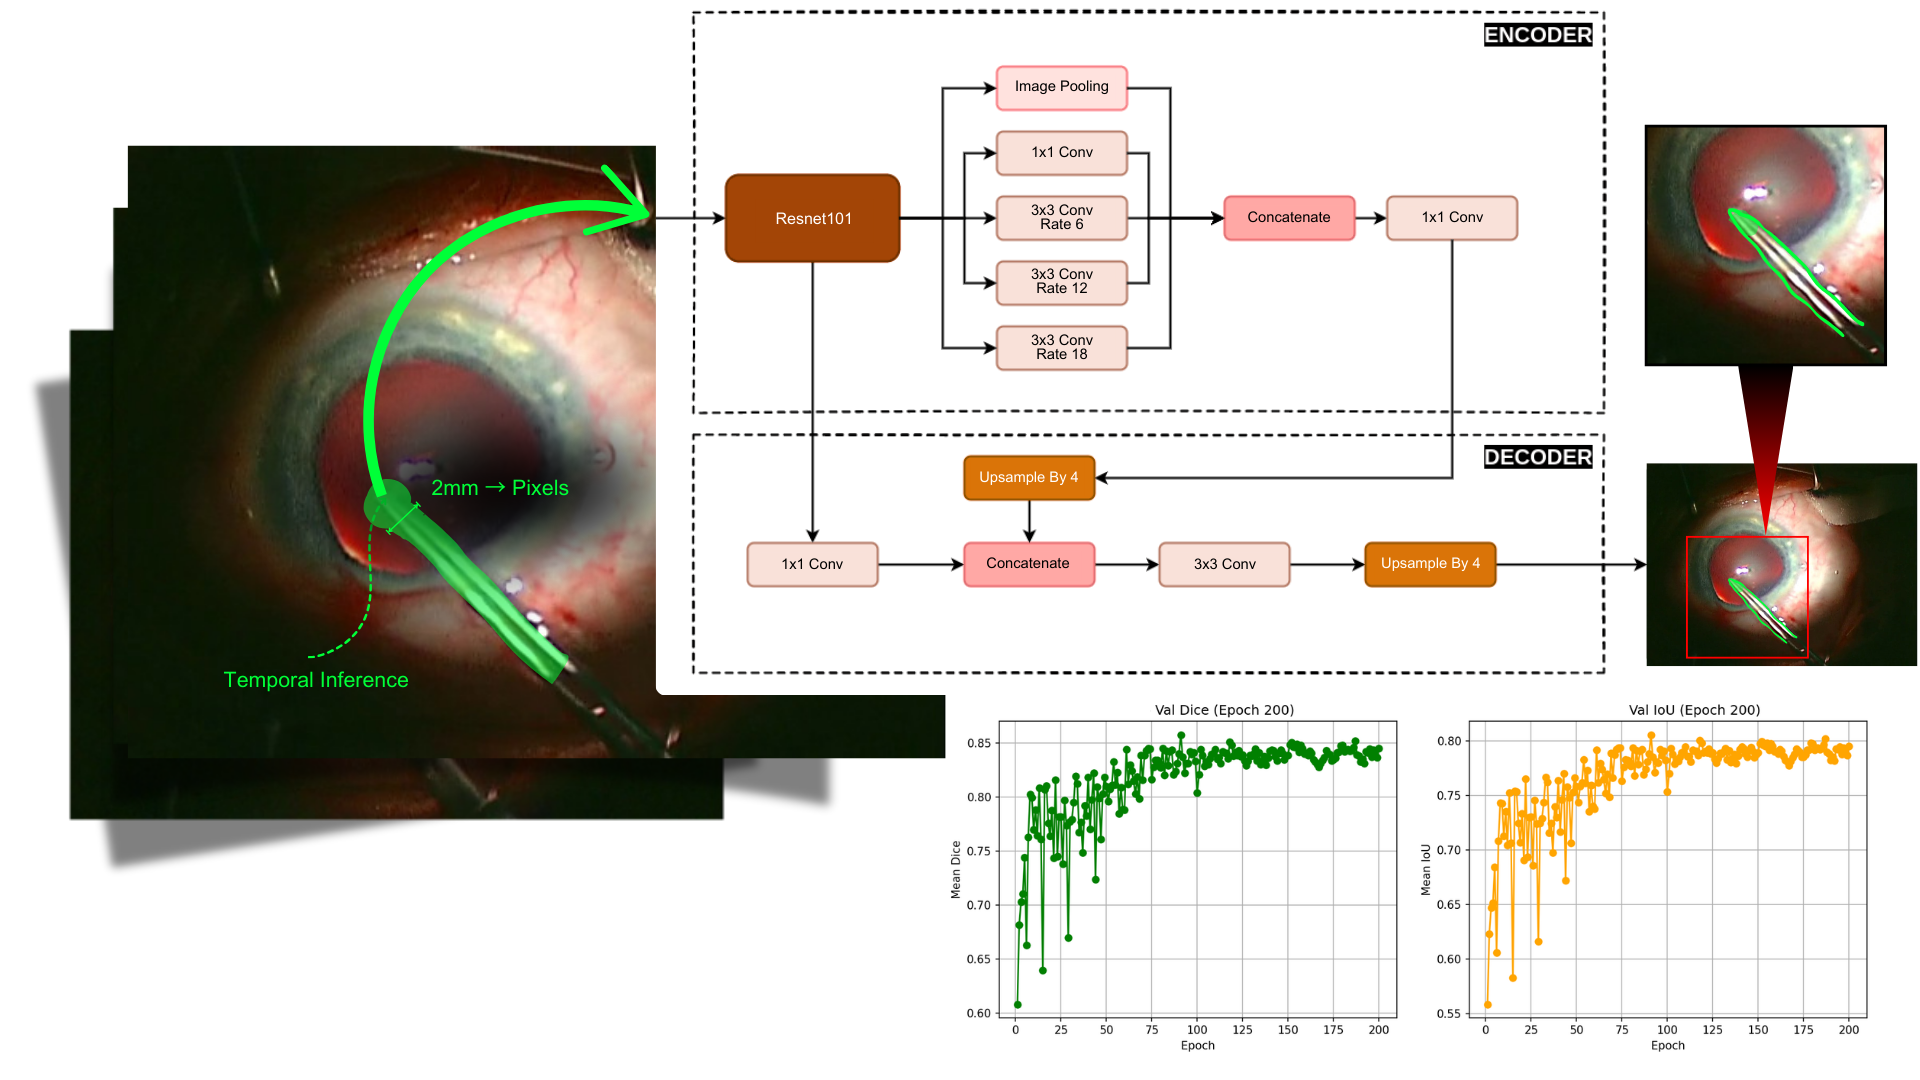 ENCODER
Image Pooling
1x1 Conv
3x3 Conv
Rate 6
3x3 Conv
Rate 12
3x3 Conv
Rate 18
Resnet101
Concatenate
1x1 Conv
DECODER
Upsample By 4
1x1 Conv
Concatenate
3x3 Conv
Upsample By 4
2mm → Pixels
Temporal Inference
Val Dice (Epoch 200)
Mean Dice
0.85
0.80
0.75
0.70
0.65
0.60
0 25 50 75 100 125 150 175 200
Epoch
Val IoU (Epoch 200)
Mean IoU
0.80
0.75
0.70
0.65
0.60
0.55
0 25 50 75 100 125 150 175 200
Epoch